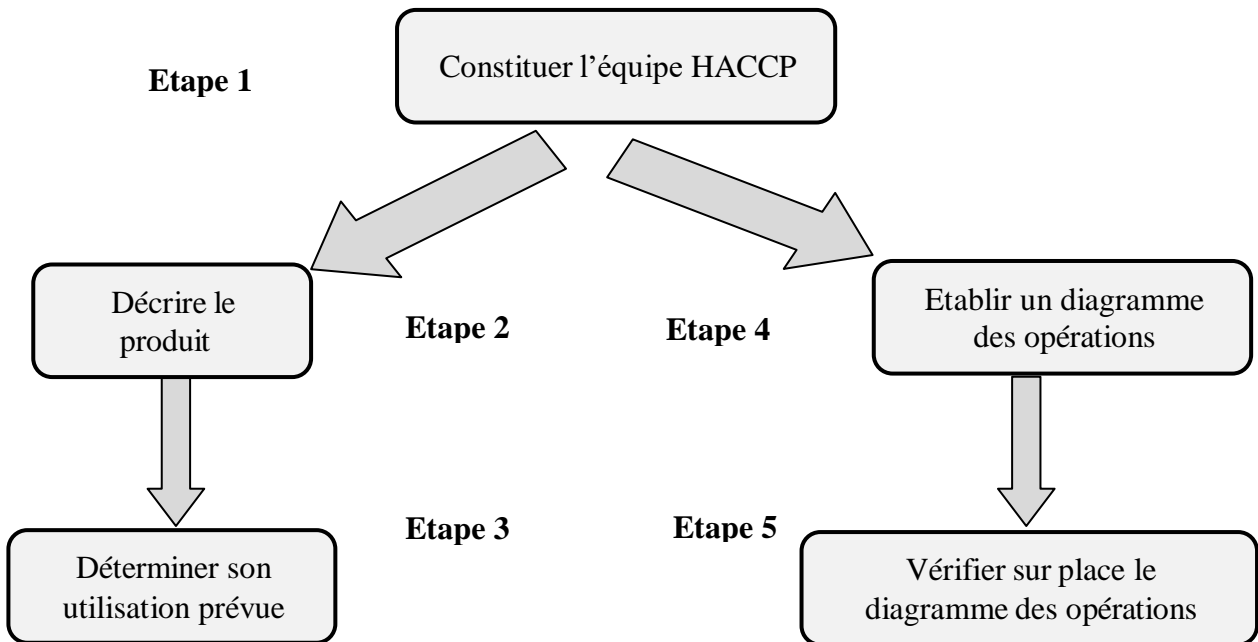 Etape 1
Constituer l’équipe HACCP
Décrire le
produit
Etape 2
Etape 4
Etablir un diagramme
des opérations
Déterminer son
utilisation prévue
Etape 3
Etape 5
Vérifier sur place le
diagramme des opérations